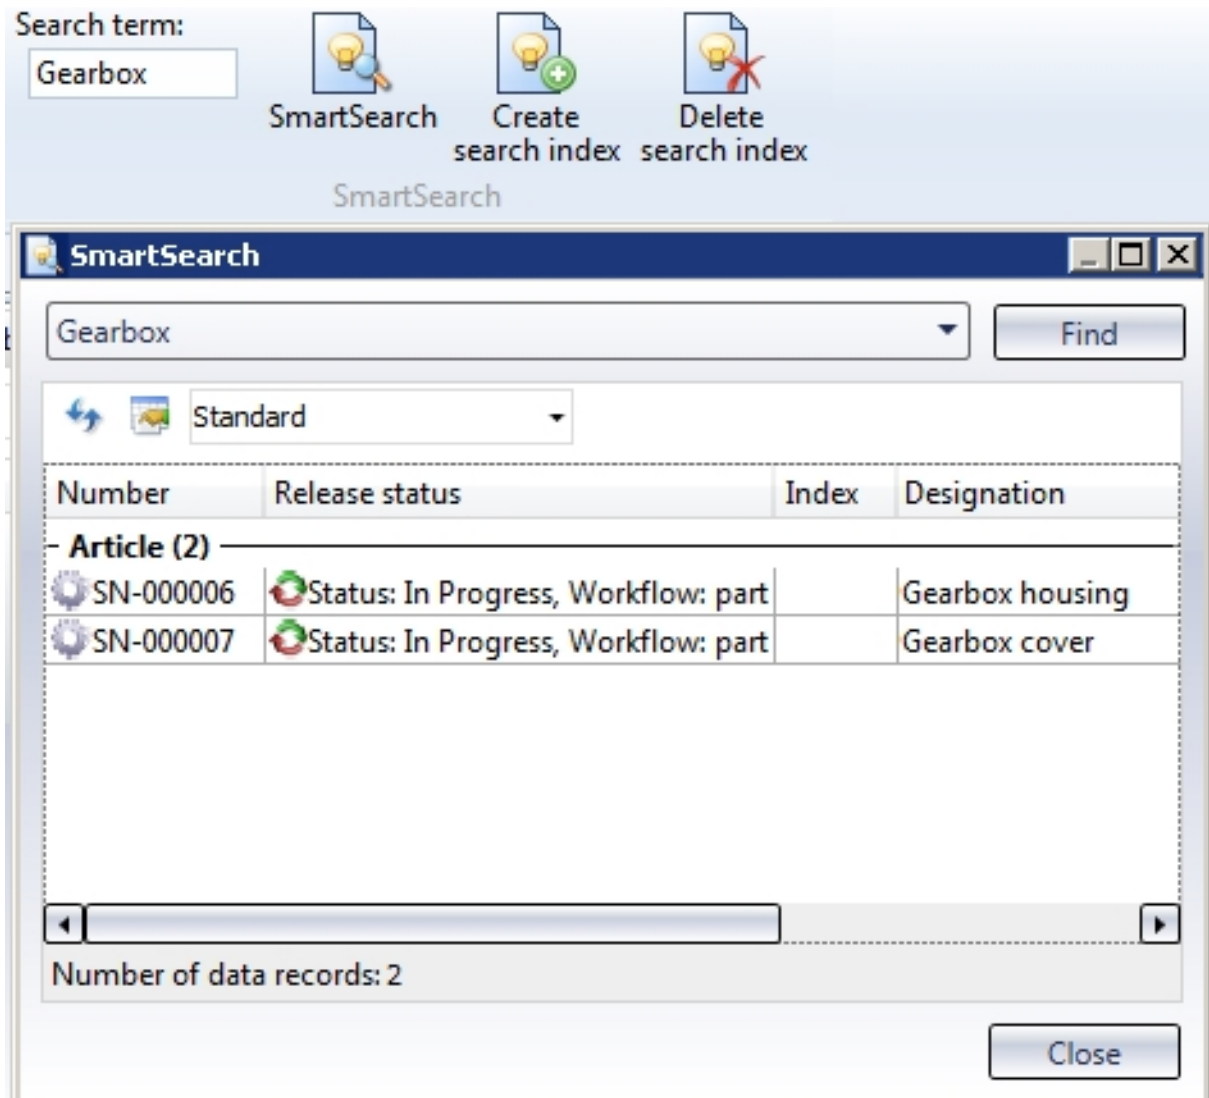 Search term:
Gearbox
SmartSearch
Create
search index
Delete
search index
SmartSearch
SmartSearch
Gearbox
Find
Standard
Number Release status Index Designation
- Article (2)
SN-000006 Status: In Progress, Workflow: part Gearbox housing
SN-000007 Status: In Progress, Workflow: part Gearbox cover
Number of data records: 2
Close